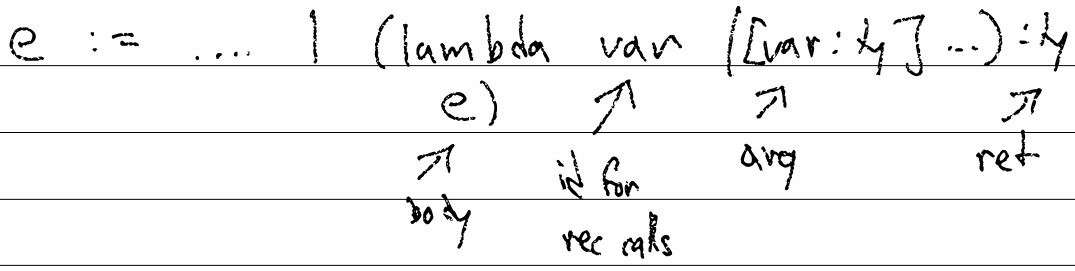 e := .... | (lambda var ([var : ty] ...) : ty
e)
body
id for
rec calls
arg
ret